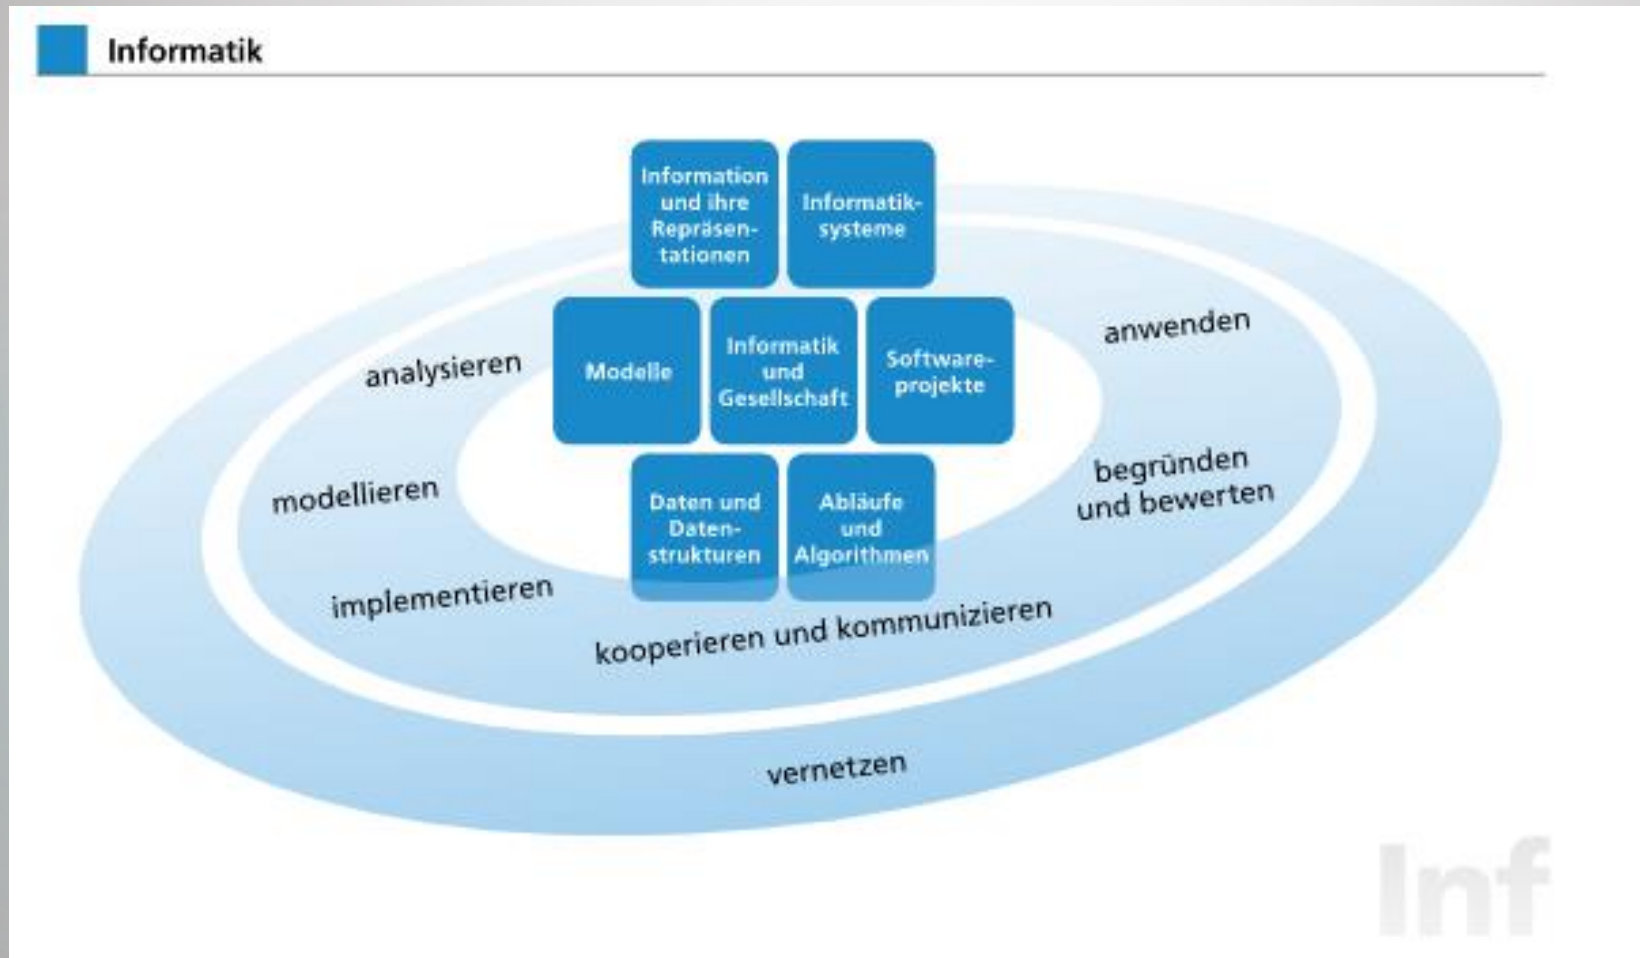 Informatik
Information
und ihre
Repräsen-
tationen
Informatik-
systeme
Modelle
Informatik
und
Gesellschaft
Software-
projekte
Daten und
Daten-
strukturen
Abläufe
und
Algorithmen
analysieren
modellieren
implementieren
kooperieren und kommunizieren
begründen
und bewerten
anwenden
vernetzen
Inf